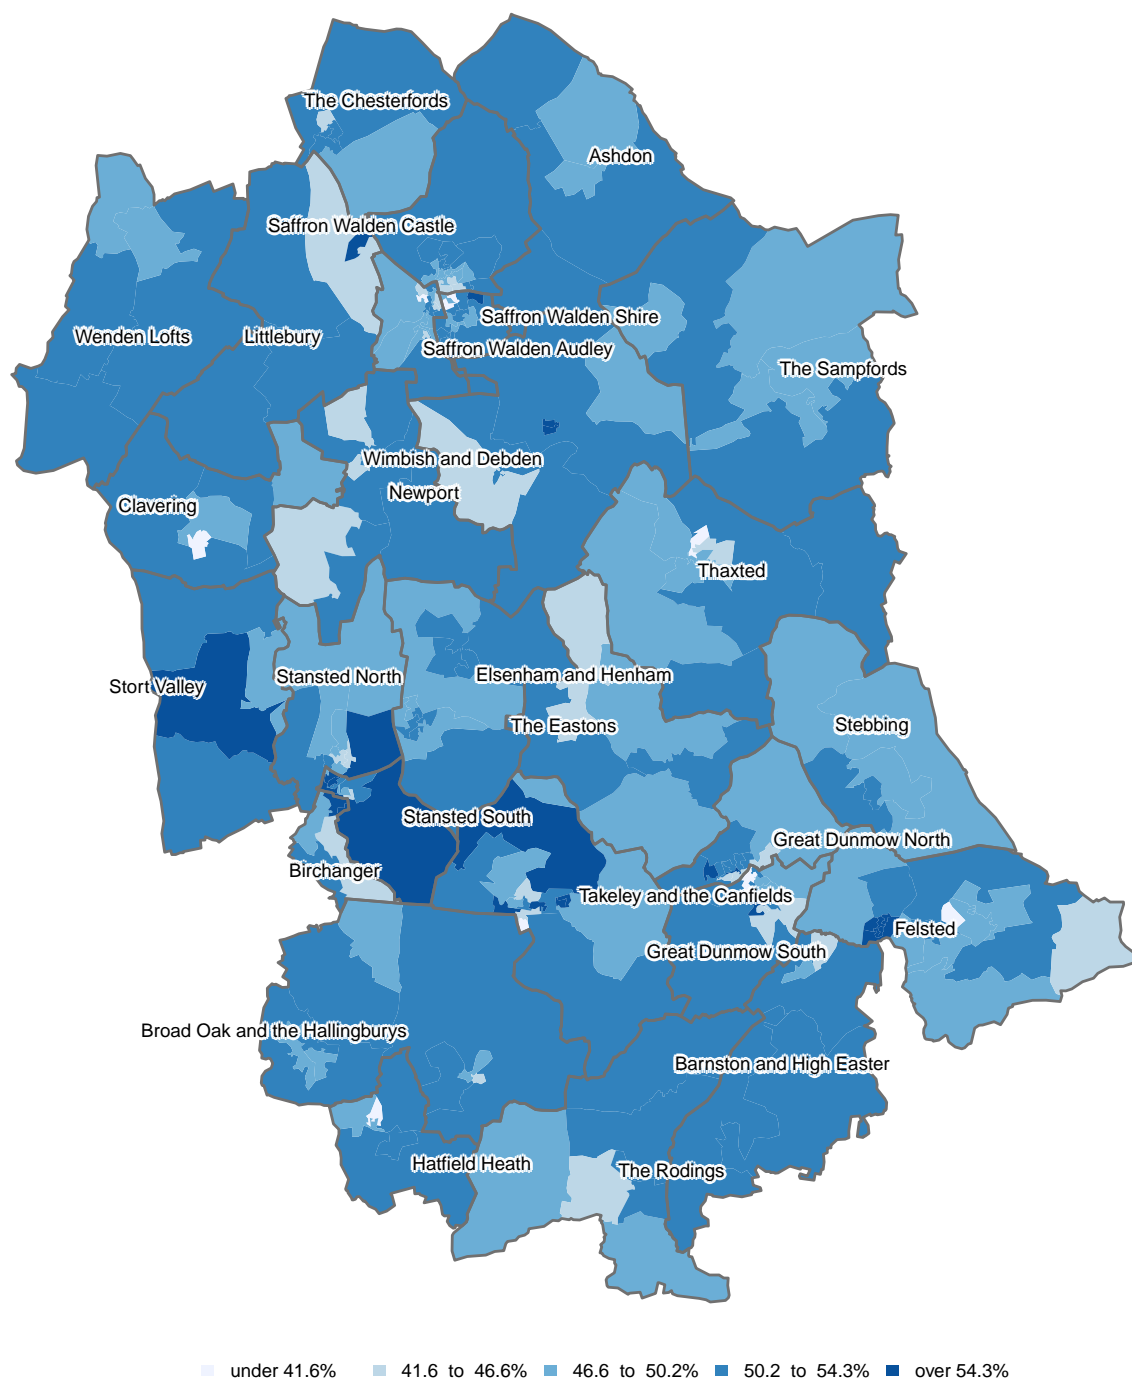 The Chesterfords
Ashdon
Saffron Walden Castle
Saffron Walden Shire
Wenden Lofts
Littlebury
Saffron Walden Audley
The Sampfords
Wimbish and Debden
Newport
Clavering
Thaxted
Stansted North
Elsenham and Henham
Stort Valley
The Eastons
Stebbing
Stansted South
Great Dunmow North
Birchanger
Takeley and the Canfields
Felsted
Great Dunmow South
Broad Oak and the Hallingburys
Barnston and High Easter
Hatfield Heath
The Rodings
under 41.6% 41.6 to 46.6% 46.6 to 50.2% 50.2 to 54.3% over 54.3%